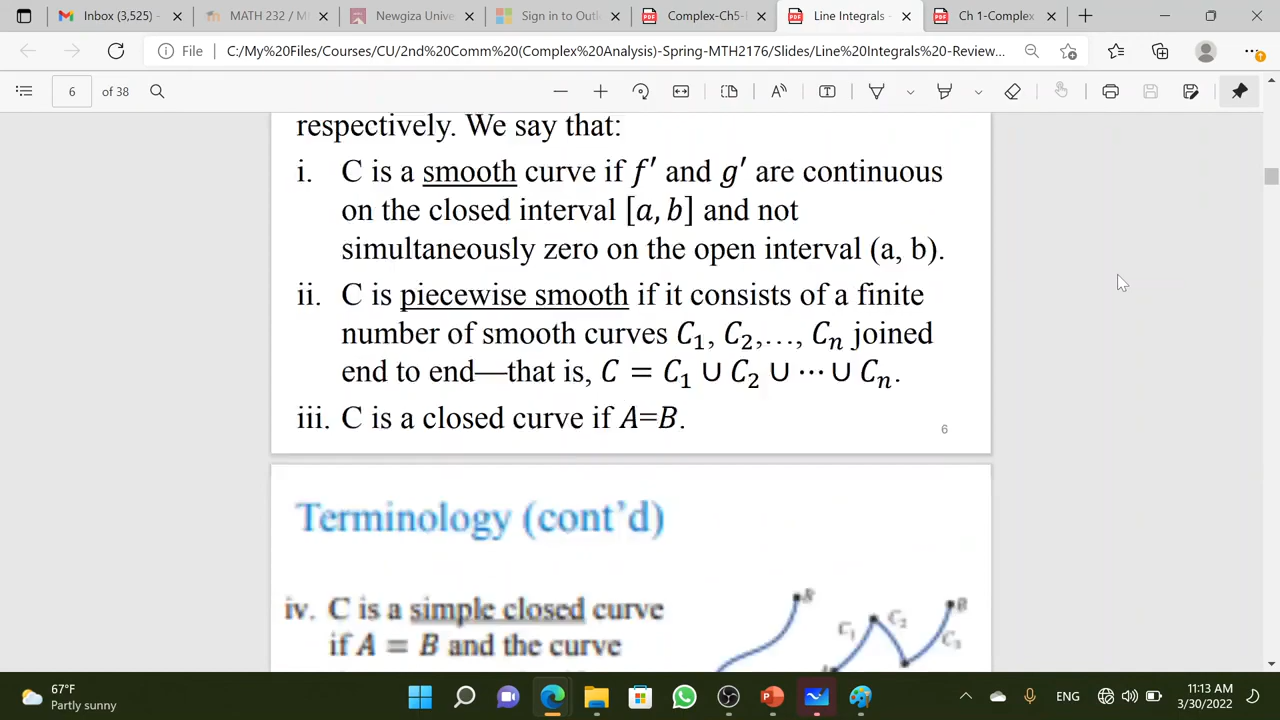 Inbox (3,525)
MATH 232 / M
Newgiza Unive
Sign in to Outl
Complex-Ch5-
Line Integrals -
Ch 1-Complex
File
C:/My%20Files/Courses/CU/2nd%20Comm%20(Complex%20Analysis)-Spring-MTH2176/Slides/Line%20Integrals%20-Review...
6 of 38
respectively. We say that:
i. C is a smooth curve if f′ and g′ are continuous
on the closed interval [a, b] and not
simultaneously zero on the open interval (a, b).
ii. C is piecewise smooth if it consists of a finite
number of smooth curves C₁, C₂,…, Cₙ joined
end to end—that is, C = C₁ ∪ C₂ ∪ ⋯ ∪ Cₙ.
iii. C is a closed curve if A=B.
6
Terminology (cont’d)
iv. C is a simple closed curve
if A = B and the curve
B
C₁
C₂
B
C₃
67°F
Partly sunny
ENG
11:13 AM
3/30/2022